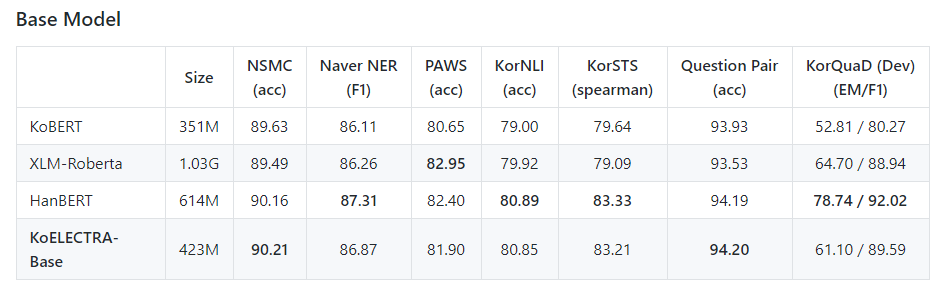 Base Model
Size NSMC (acc) Naver NER (F1) PAWS (acc) KorNLI (acc) KorSTS (spearman) Question Pair (acc) KorQuaD (Dev) (EM/F1)
KoBERT 351M 89.63 86.11 80.65 79.00 79.64 93.93 52.81 / 80.27
XLM-Roberta 1.03G 89.49 86.26 82.95 79.92 79.09 93.53 64.70 / 88.94
HanBERT 614M 90.16 87.31 82.40 80.89 83.33 94.19 78.74 / 92.02
KoELECTRA-Base 423M 90.21 86.87 81.90 80.85 83.21 94.20 61.10 / 89.59